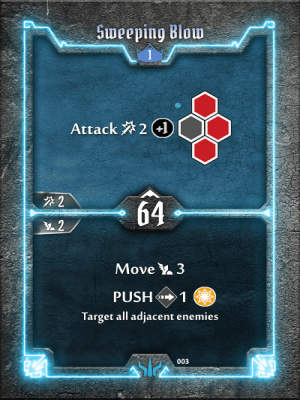 Sweeping Blow
1
Attack 2 +1
2
64
2
Move 3
PUSH 1
Target all adjacent enemies
003